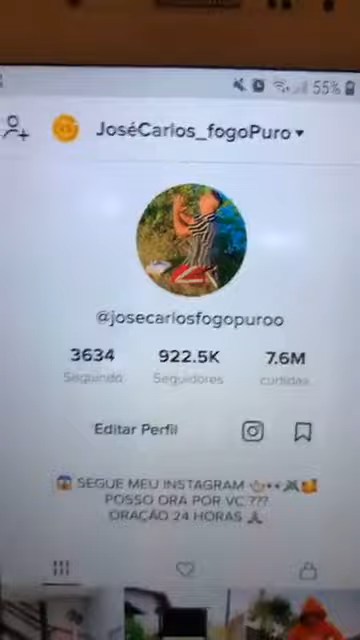 55%
JoséCarlos_fogoPuro
@josecarlosfogopuroo
3634 922.5K 7.6M
Seguindo Seguidores curtidas
Editar Perfil
SEGUE MEU INSTAGRAM
POSSO ORA POR VC ???
ORAÇÃO 24 HORAS